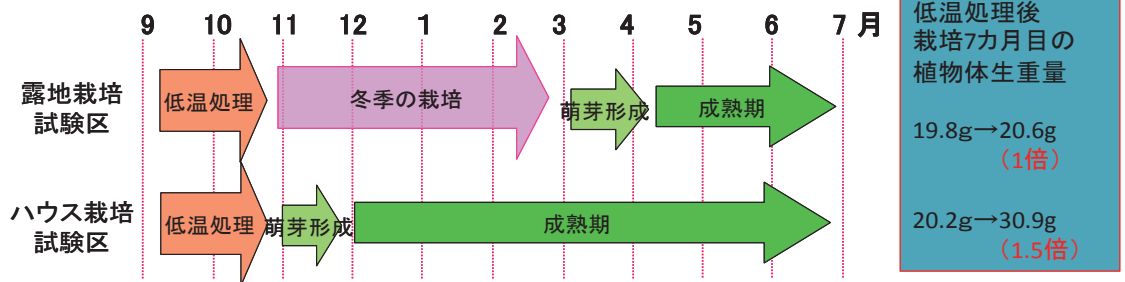 9 10 11 12 1 2 3 4 5 6 7 月
露地栽培
試験区
低温処理
冬季の栽培
萌芽形成
成熟期
ハウス栽培
試験区
低温処理
萌芽形成
成熟期
低温処理後
栽培7カ月目の
植物体生重量
19.8g→20.6g
（1倍）
20.2g→30.9g
（1.5倍）